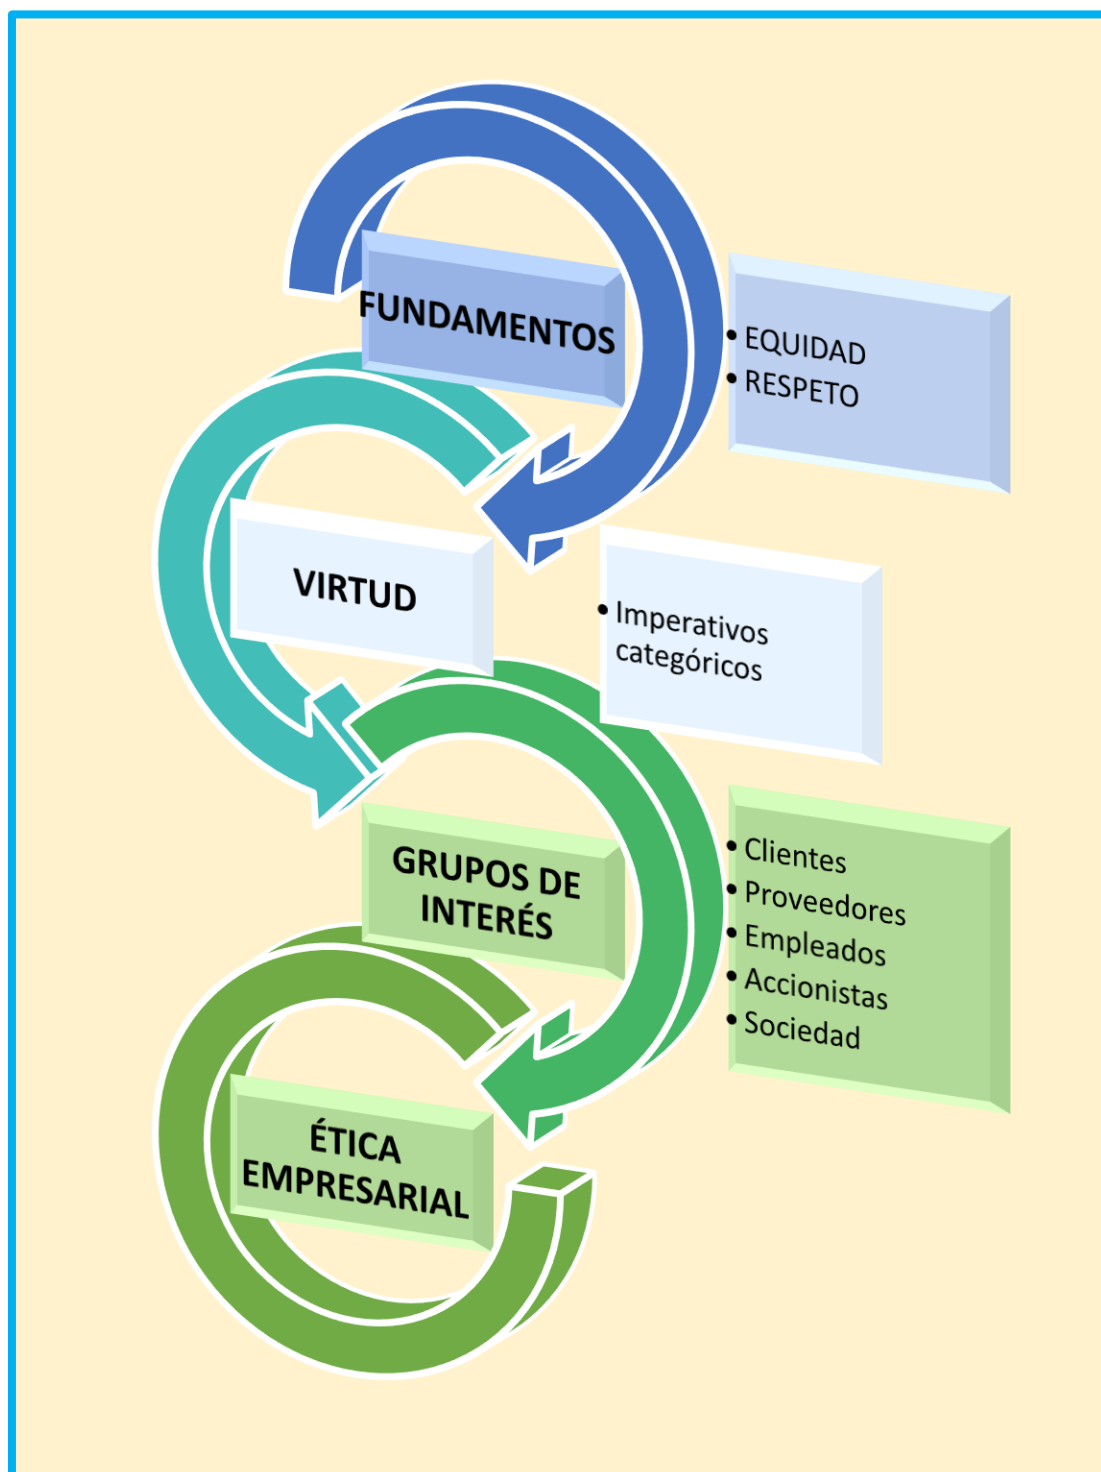 FUNDAMENTOS
• EQUIDAD
• RESPETO
VIRTUD
• Imperativos
categóricos
GRUPOS DE
INTERÉS
• Clientes
• Proveedores
• Empleados
• Accionistas
• Sociedad
ÉTICA
EMPRESARIAL